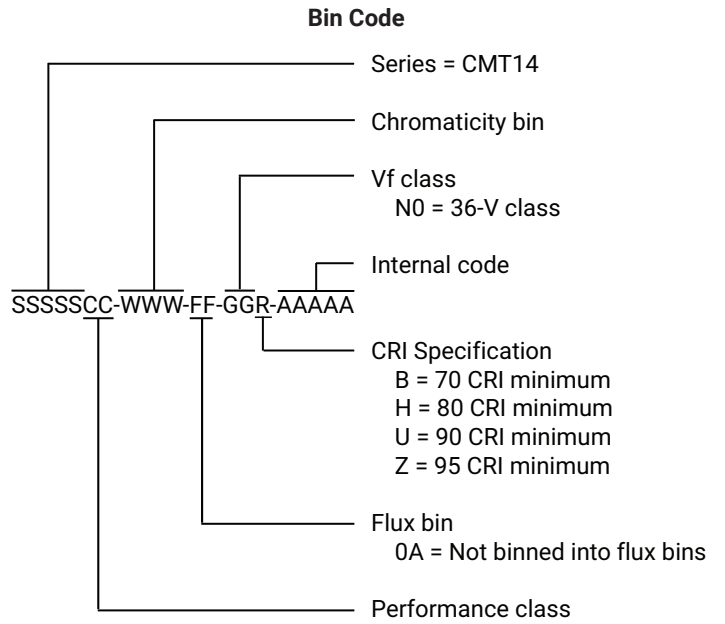 Bin Code
Series = CMT14
Chromaticity bin
Vf class
N0 = 36-V class
Internal code
SSSSSCC-WWW-FF-GGR-AAAAA
CRI Specification
B = 70 CRI minimum
H = 80 CRI minimum
U = 90 CRI minimum
Z = 95 CRI minimum
Flux bin
0A = Not binned into flux bins
Performance class